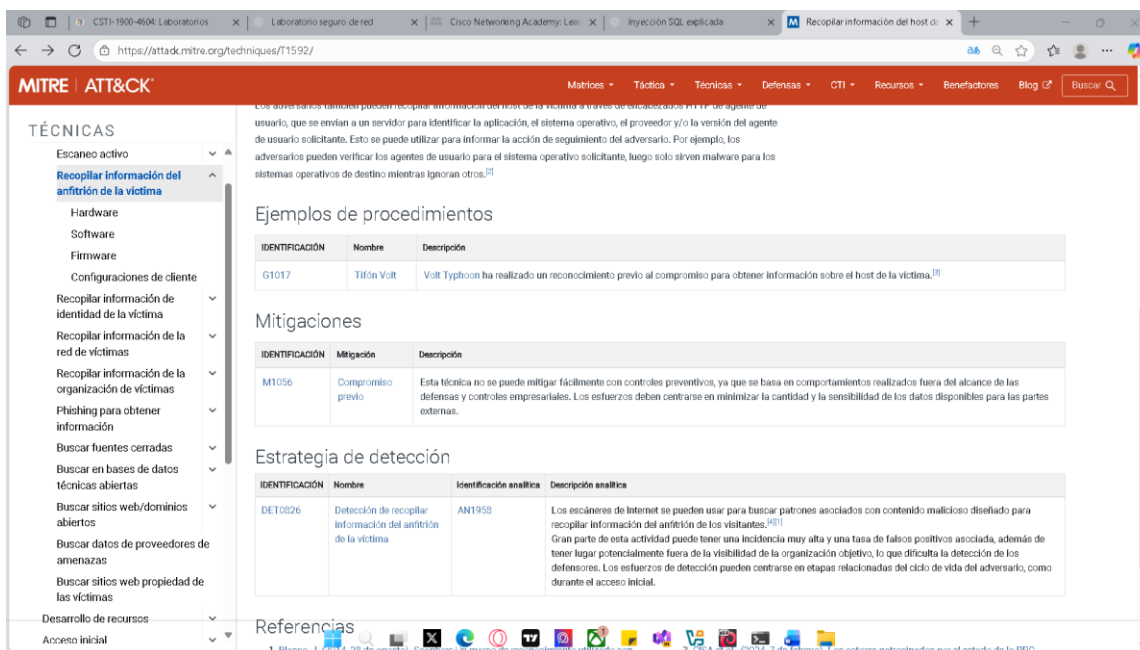 CSTI-1900-4604: Laboratorios
Laboratorio seguro de red
Cisco Networking Academy: Lear
Inyección SQL explicada
Recopilar información del host de
https://attack.mitre.org/techniques/T1592/
MITRE | ATT&CK
Matrices
Táctica
Técnicas
Defensas
CTI
Recursos
Benefactores
Blog
Buscar
TÉCNICAS
Escaneo activo
Recopilar información del
anfitrión de la víctima
Hardware
Software
Firmware
Configuraciones de cliente
Recopilar información de
identidad de la víctima
Recopilar información de la
red de víctimas
Recopilar información de la
organización de víctimas
Phishing para obtener
información
Buscar fuentes cerradas
Buscar en bases de datos
técnicas abiertas
Buscar sitios web/dominios
abiertos
Buscar datos de proveedores de
amenazas
Buscar sitios web propiedad de
las víctimas
Desarrollo de recursos
Acceso inicial
Los adversarios también pueden recopilar información del host de la víctima a través de encabezados HTTP de agente de
usuario, que se envían a un servidor para identificar la aplicación, el sistema operativo, el proveedor y/o la versión del agente
de usuario solicitante. Esto se puede utilizar para informar la acción de seguimiento del adversario. Por ejemplo, los
adversarios pueden verificar los agentes de usuario para el sistema operativo solicitante, luego solo sirven malware para los
sistemas operativos de destino mientras ignoran otros.[2]
Ejemplos de procedimientos
IDENTIFICACIÓN Nombre Descripción
G1017 Tifón Volt Volt Typhoon ha realizado un reconocimiento previo al compromiso para obtener información sobre el host de la víctima.[3]
Mitigaciones
IDENTIFICACIÓN Mitigación Descripción
M1056 Compromiso previo
Esta técnica no se puede mitigar fácilmente con controles preventivos, ya que se basa en comportamientos realizados fuera del alcance de las
defensas y controles empresariales. Los esfuerzos deben centrarse en minimizar la cantidad y la sensibilidad de los datos disponibles para las partes
externas.
Estrategia de detección
IDENTIFICACIÓN Nombre Identificación analítica Descripción analítica
DET0826
Detección de recopilar
información del anfitrión
de la víctima
AN1958
Los escáneres de Internet se pueden usar para buscar patrones asociados con contenido malicioso diseñado para
recopilar información del anfitrión de los visitantes.[4][1]
Gran parte de esta actividad puede tener una incidencia muy alta y una tasa de falsos positivos asociada, además de
tener lugar potencialmente fuera de la visibilidad de la organización objetivo, lo que dificulta la detección de los
defensores. Los esfuerzos de detección pueden centrarse en etapas relacionadas del ciclo de vida del adversario, como
durante el acceso inicial.
Referencias